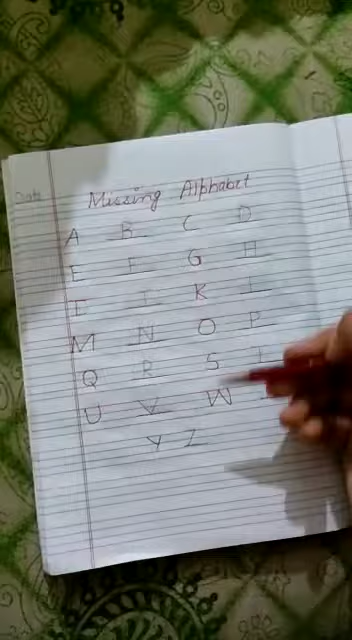 Date
Missing Alphabet
A B C D
E F G H
I J K L
M N O P
Q R S T
U V W
Y Z